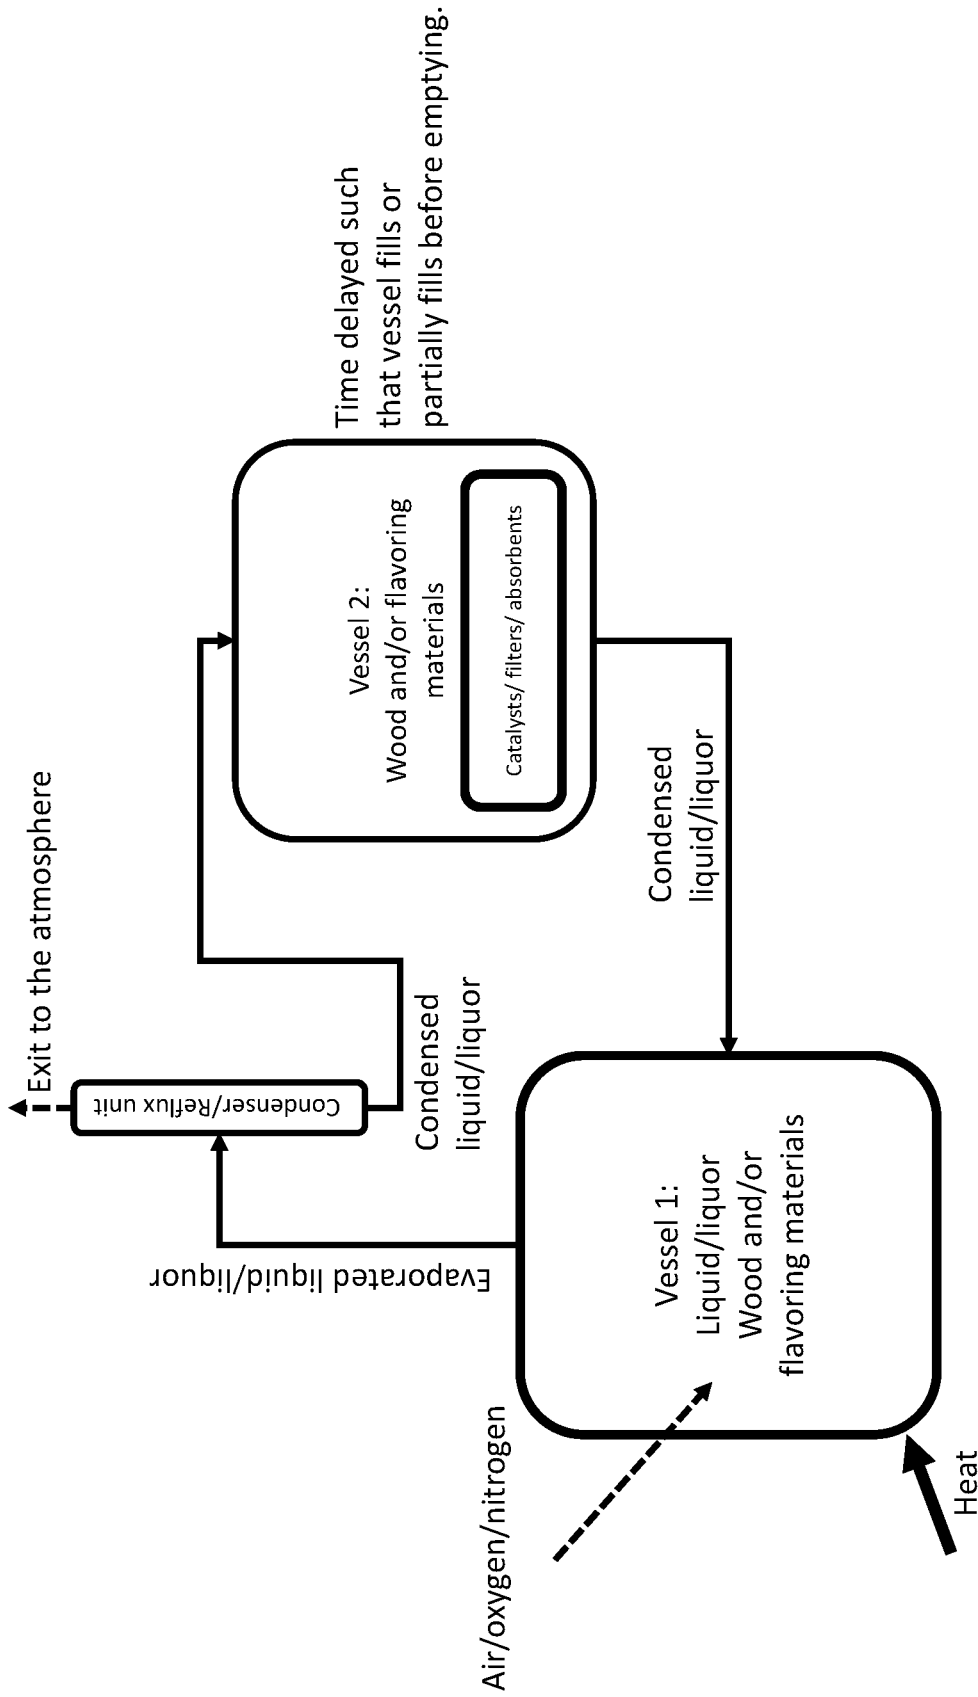 Exit to the atmosphere
Condenser/Reflux unit
Evaporated liquid/liquor
Condensed
liquid/liquor
Time delayed such
that vessel fills or
partially fills before emptying.
Vessel 2:
Wood and/or flavoring
materials
Catalysts/ filters/ absorbents
Condensed
liquid/liquor
Air/oxygen/nitrogen
Vessel 1:
Liquid/liquor
Wood and/or
flavoring materials
Heat